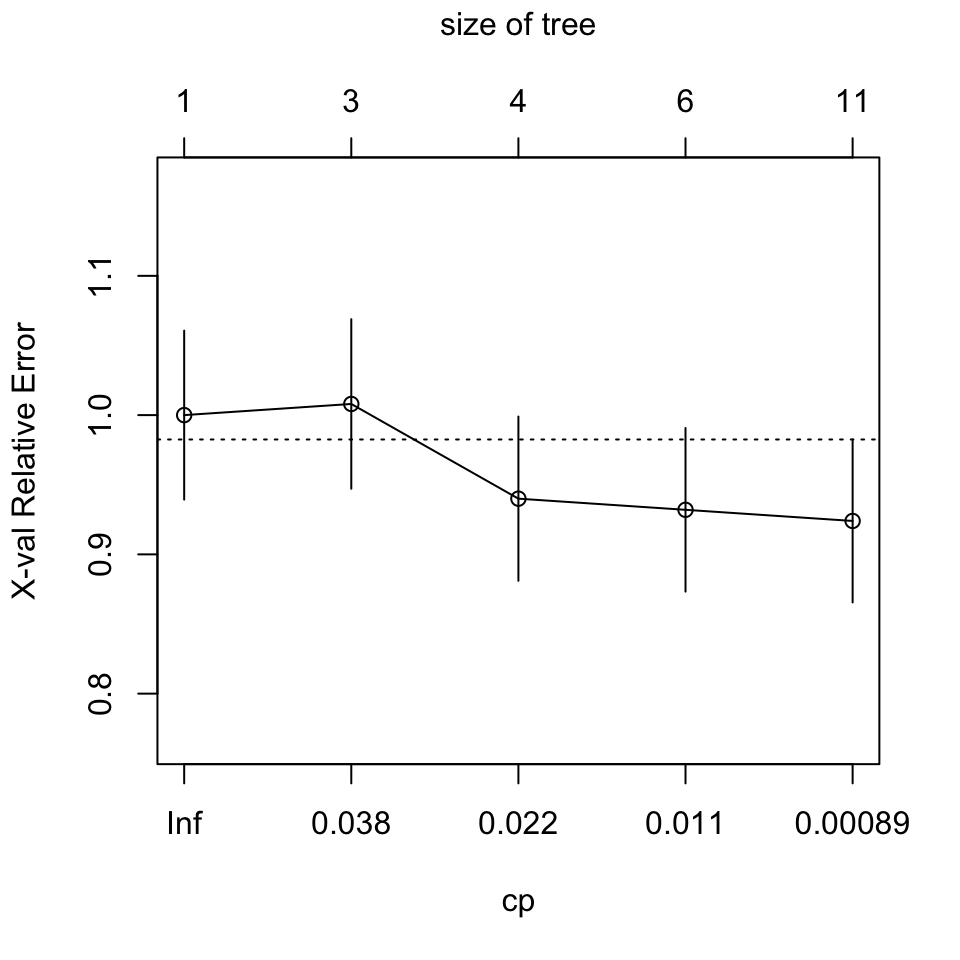 size of tree
1 3 4 6 11
X-val Relative Error
1.1
1.0
0.9
0.8
Inf 0.038 0.022 0.011 0.00089
cp